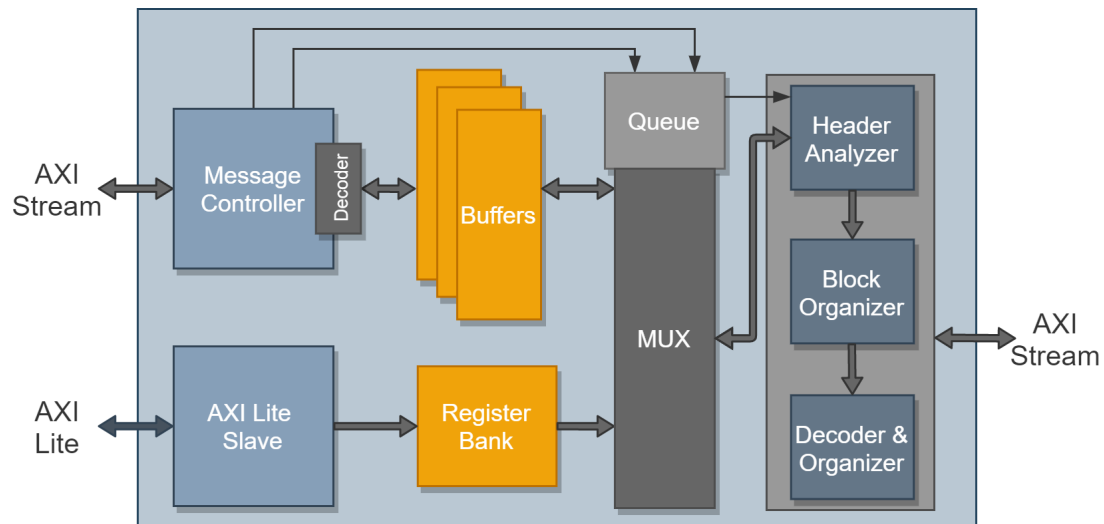 AXI
Stream
Message
Controller
Decoder
Buffers
Queue
MUX
Header
Analyzer
Block
Organizer
Decoder &
Organizer
AXI
Stream
AXI
Lite
AXI Lite
Slave
Register
Bank